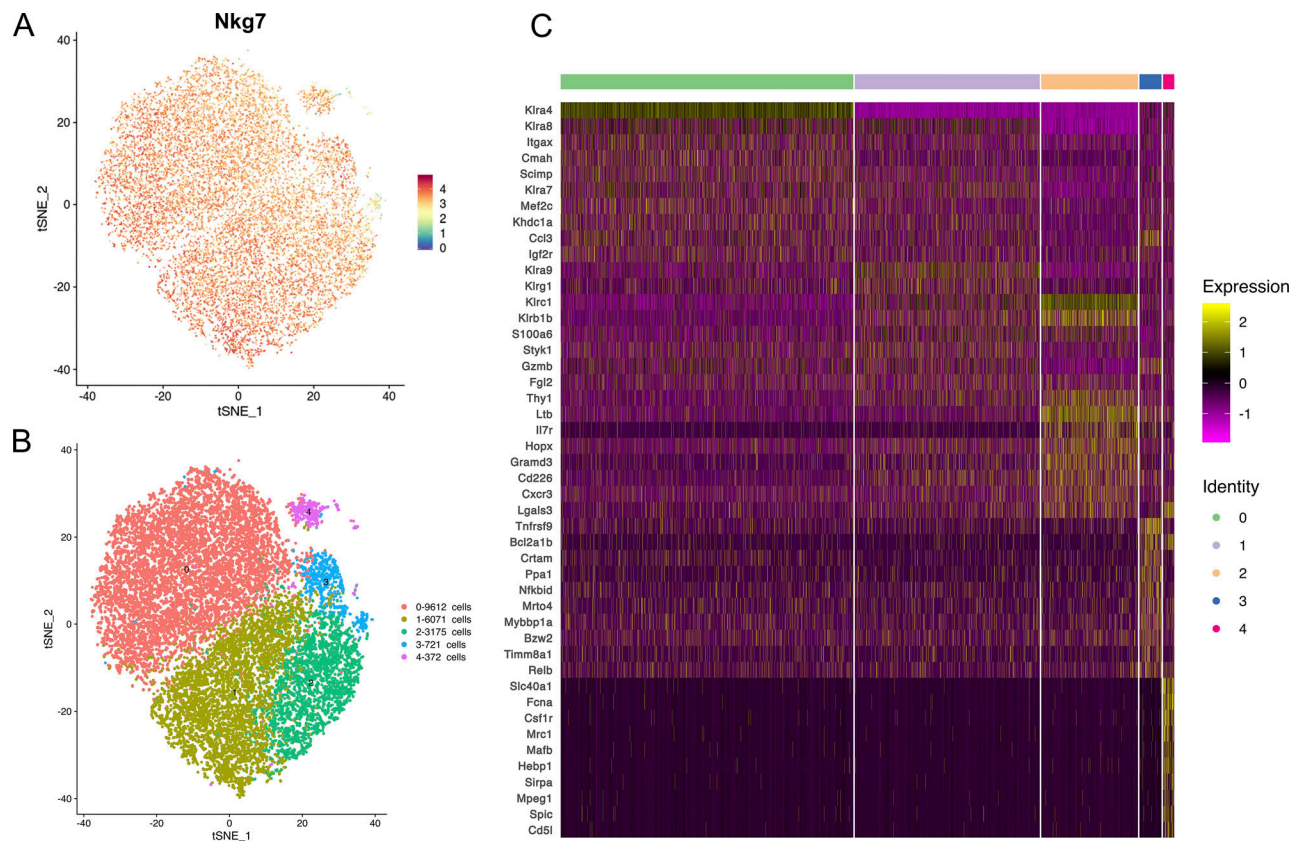 A
Nkg7
40
20
0
-20
-40
tSNE_2
-40
-20
0
20
40
tSNE_1
4
3
2
1
0
B
40
20
0
-20
-40
tSNE_2
-40
-20
0
20
40
tSNE_1
0
1
2
3
4
0-9612 cells
1-6071 cells
2-3175 cells
3-721 cells
4-372 cells
C
Klra4
Klra8
Itgax
Cmah
Scimp
Klra7
Mef2c
Khdc1a
Ccl3
Igf2r
Klra9
Klrg1
Klrc1
Klrb1b
S100a6
Styk1
Gzmb
Fgl2
Thy1
Ltb
Il7r
Hopx
Gramd3
Cd226
Cxcr3
Lgals3
Tnfrsf9
Bcl2a1b
Crtam
Ppa1
Nfkbid
Mrto4
Mybbp1a
Bzw2
Timm8a1
Relb
Slc40a1
Fcna
Csf1r
Mrc1
Mafb
Hebp1
Sirpa
Mpeg1
Spic
Cd5l
Expression
2
1
0
-1
Identity
0
1
2
3
4